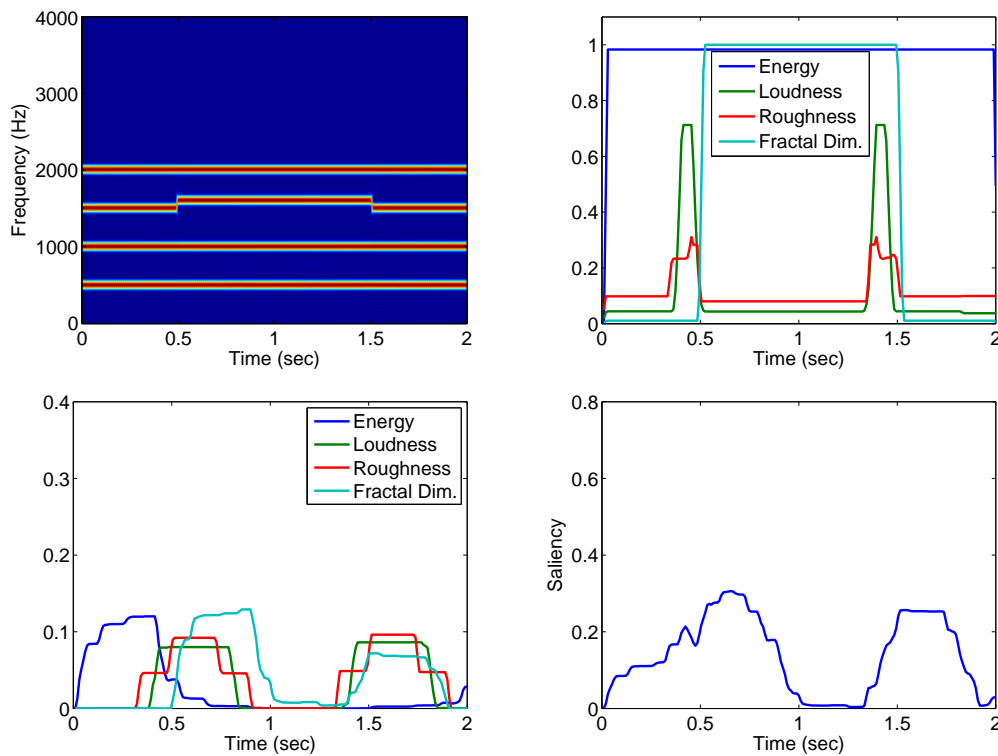 4000
3000
2000
1000
0
Frequency (Hz)
0
0.5
1
1.5
2
Time (sec)
1
0.8
0.6
0.4
0.2
0
Energy
Loudness
Roughness
Fractal Dim.
0
0.5
1
1.5
2
Time (sec)
0.4
0.3
0.2
0.1
0
Energy
Loudness
Roughness
Fractal Dim.
0
0.5
1
1.5
2
Time (sec)
0.8
0.6
0.4
0.2
0
Saliency
0
0.5
1
1.5
2
Time (sec)